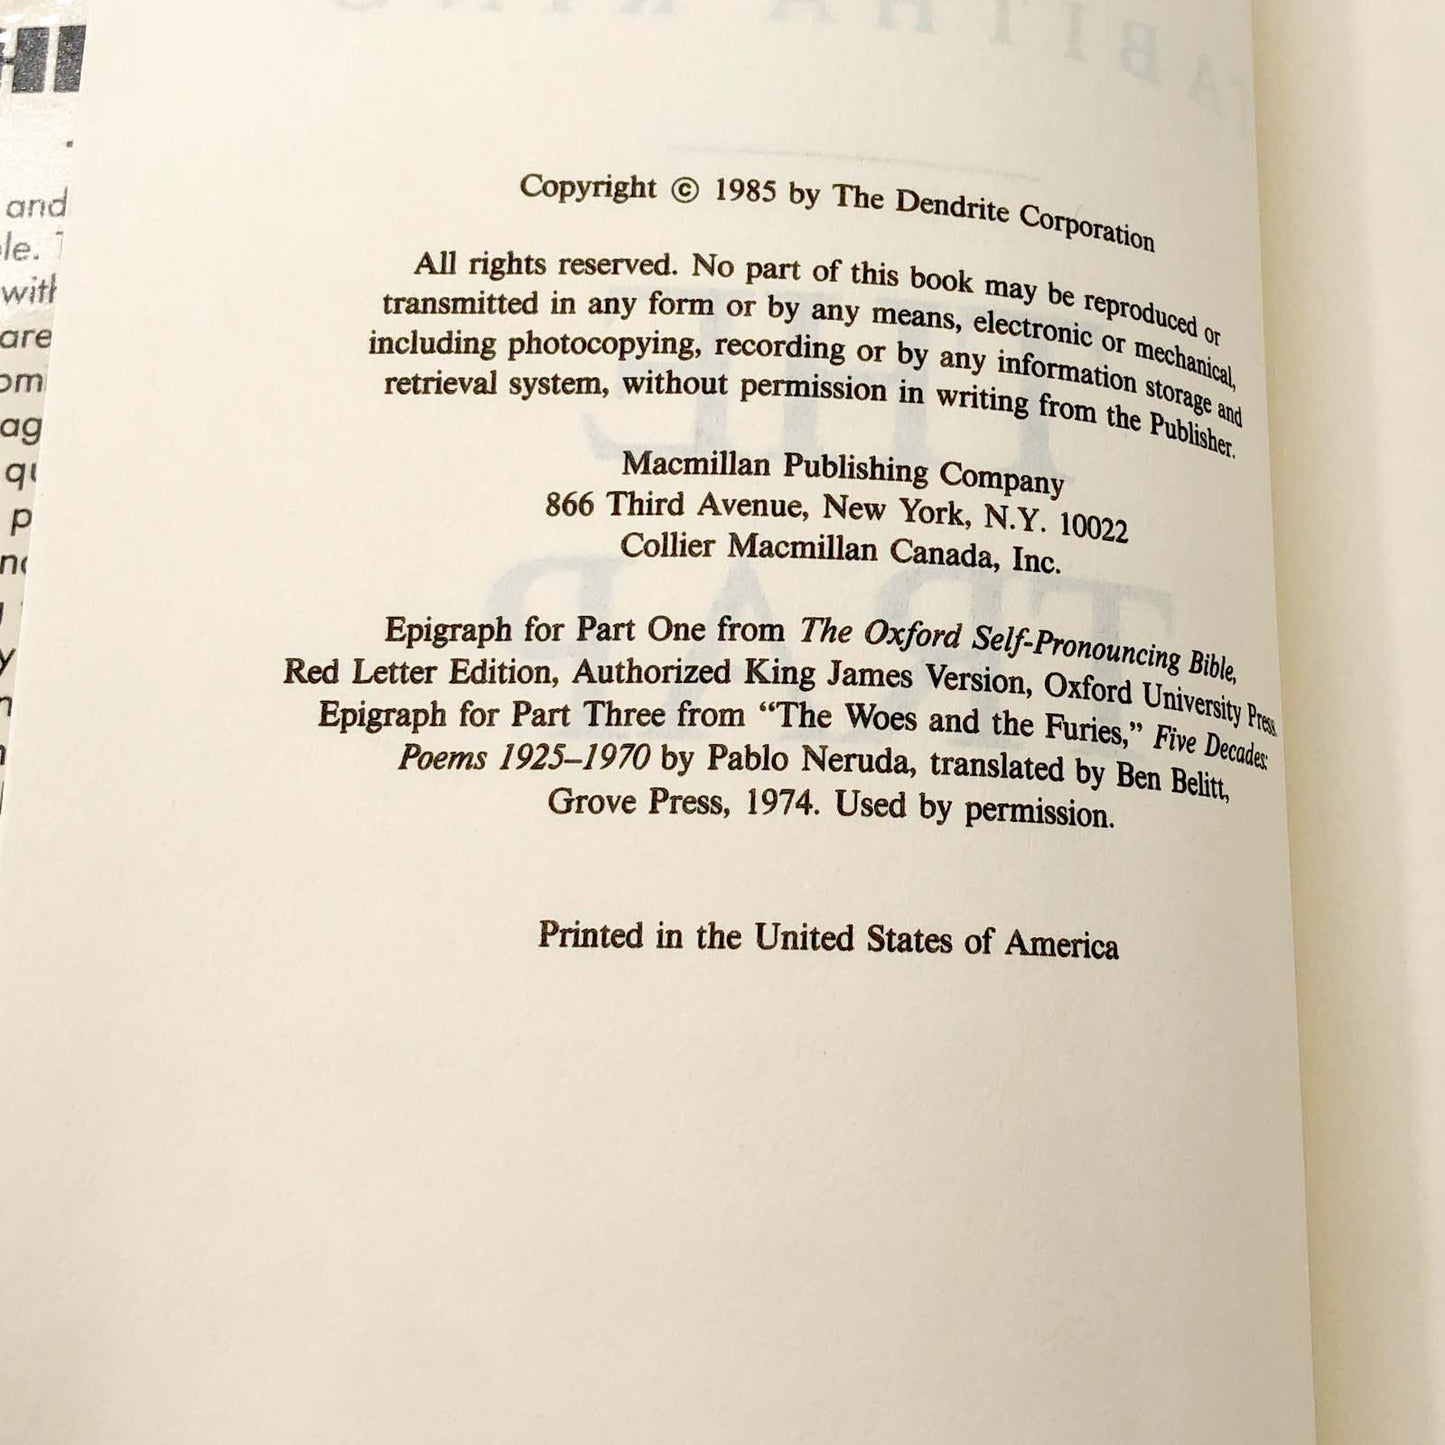 and
are
with
Copyright © 1985 by The Dendrite Corporation
All rights reserved. No part of this book may be reproduced or
transmitted in any form or by any means, electronic or mechanical,
including photocopying, recording or by any information storage and
retrieval system, without permission in writing from the Publisher.
Macmillan Publishing Company
866 Third Avenue, New York, N.Y. 10022
Collier Macmillan Canada, Inc.
Epigraph for Part One from The Oxford Self-Pronouncing Bible,
Red Letter Edition, Authorized King James Version, Oxford University Press.
Epigraph for Part Three from “The Woes and the Furies,” Five Decades:
Poems 1925–1970 by Pablo Neruda, translated by Ben Belitt,
Grove Press, 1974. Used by permission.
Printed in the United States of America